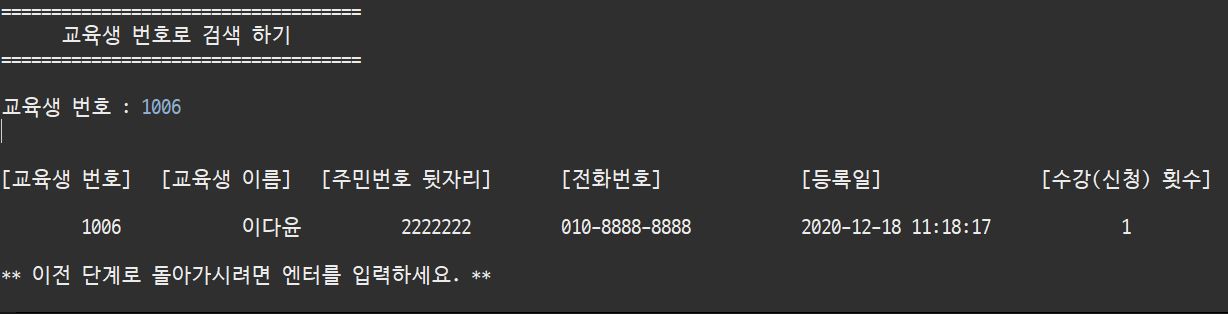 ====================================
교육생 번호로 검색 하기
====================================
교육생 번호 : 1006
[교육생 번호] [교육생 이름] [주민번호 뒷자리] [전화번호] [등록일] [수강(신청) 횟수]
1006 이다윤 2222222 010-8888-8888 2020-12-18 11:18:17 1
** 이전 단계로 돌아가시려면 엔터를 입력하세요. **